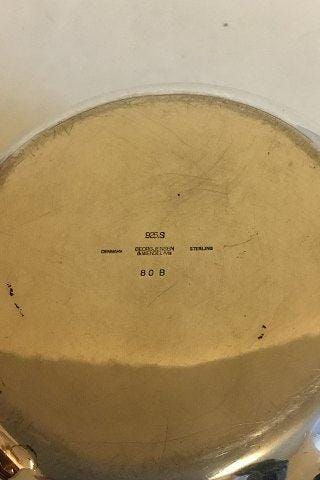 925.S
DENMARK GEORG JENSEN STERLING
& WENDEL A/S
80 B